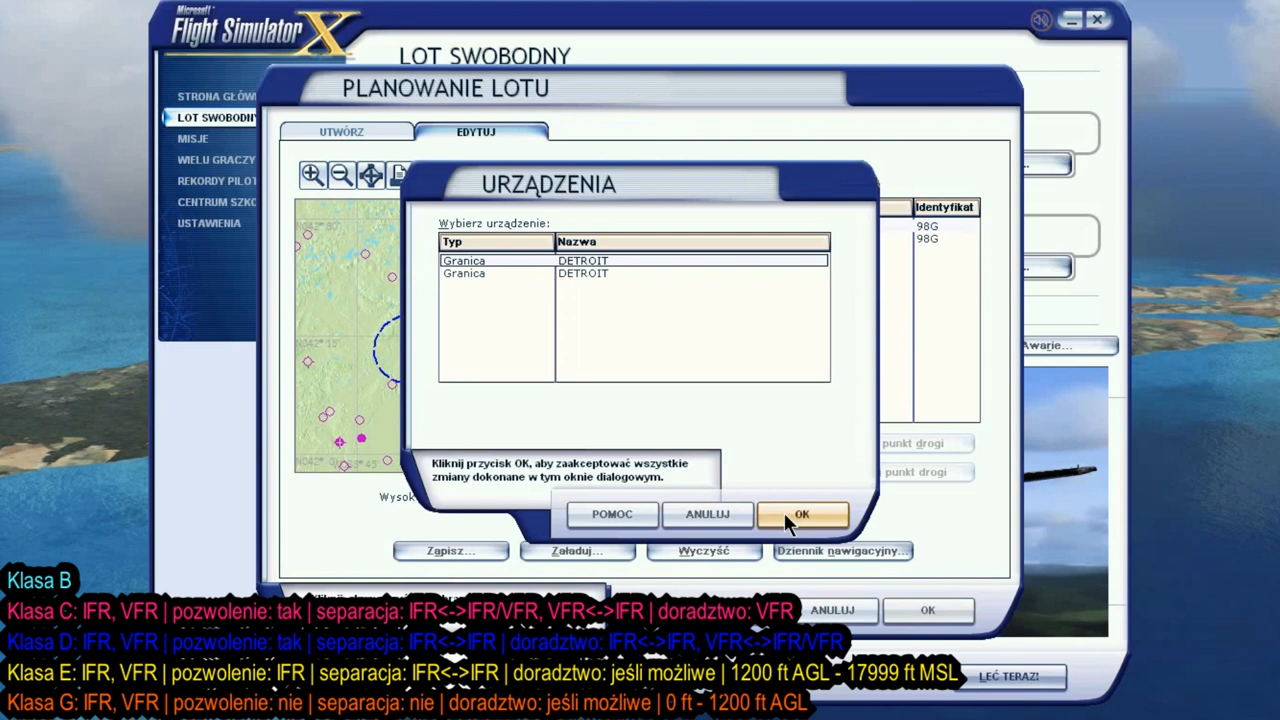 Microsoft
Flight Simulator X
LOT SWOBODNY
PLANOWANIE LOTU
STRONA GŁÓW
LOT SWOBODN
MISJE
WIELU GRACZY
REKORDY PILOT
CENTRUM SZKO
USTAWIENIA
UTWÓRZ
EDYTUJ
URZĄDZENIA
Wybierz urządzenie:
Typ Nazwa
Granica DETROIT
Granica DETROIT
Identyfikat
98G
98G
N042° 15'
Awarie...
punkt drogi
punkt drogi
Kliknij przycisk OK, aby zaakceptować wszystkie
zmiany dokonane w tym oknie dialogowym.
Wysok
POMOC ANULUJ OK
Zapisz... Załaduj... Wyczyść Dziennik nawigacyjny...
ANULUJ OK
LEĆ TERAZ!
Klasa B
Klasa C: IFR, VFR | pozwolenie: tak | separacja: IFR<->IFR/VFR, VFR<->IFR | doradztwo: VFR
Klasa D: IFR, VFR | pozwolenie: tak | separacja: IFR<->IFR | doradztwo: IFR<->IFR, VFR<->IFR/VFR
Klasa E: IFR, VFR | pozwolenie: IFR | separacja: IFR<->IFR | doradztwo: jeśli możliwe | 1200 ft AGL - 17999 ft MSL
Klasa G: IFR, VFR | pozwolenie: nie | separacja: nie | doradztwo: jeśli możliwe | 0 ft - 1200 ft AGL